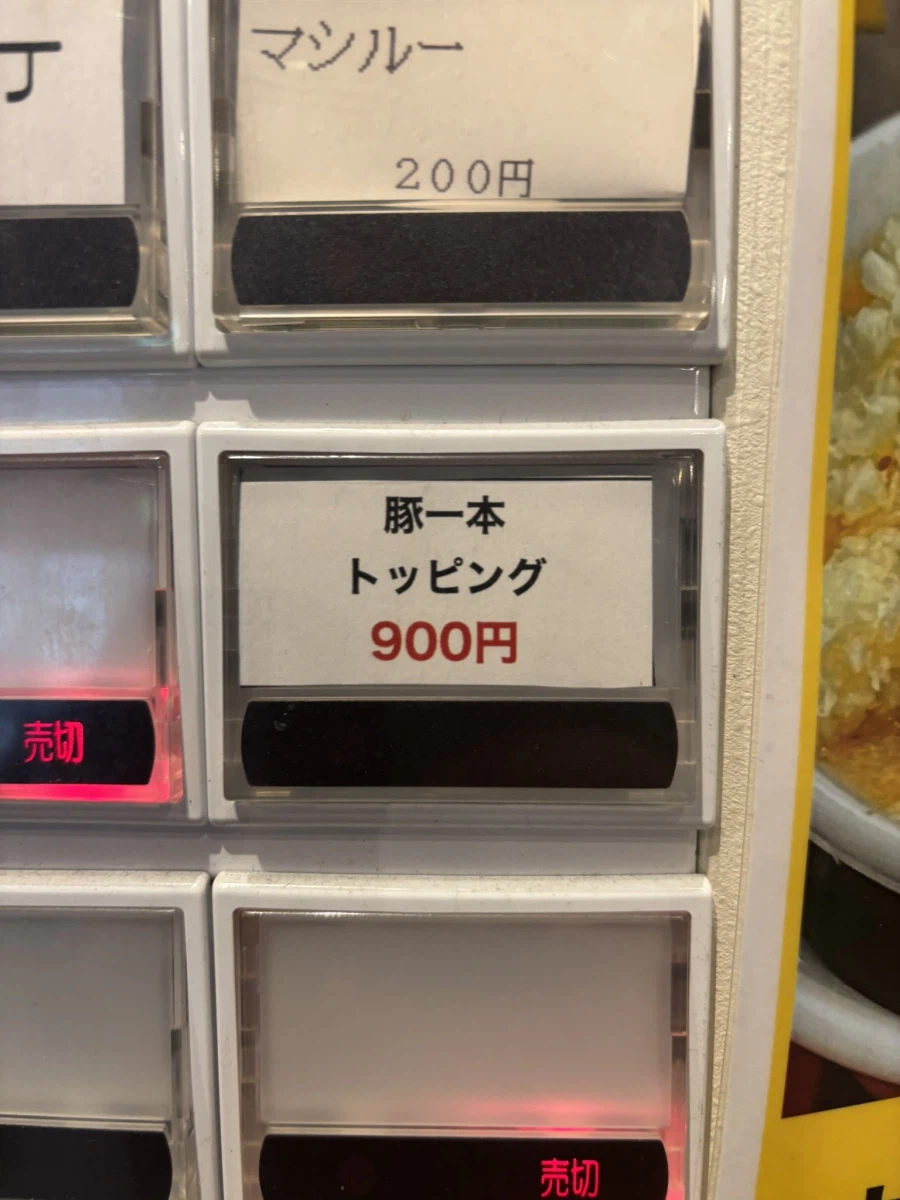 マシルー
200円
豚一本
トッピング
900円
売切
売切